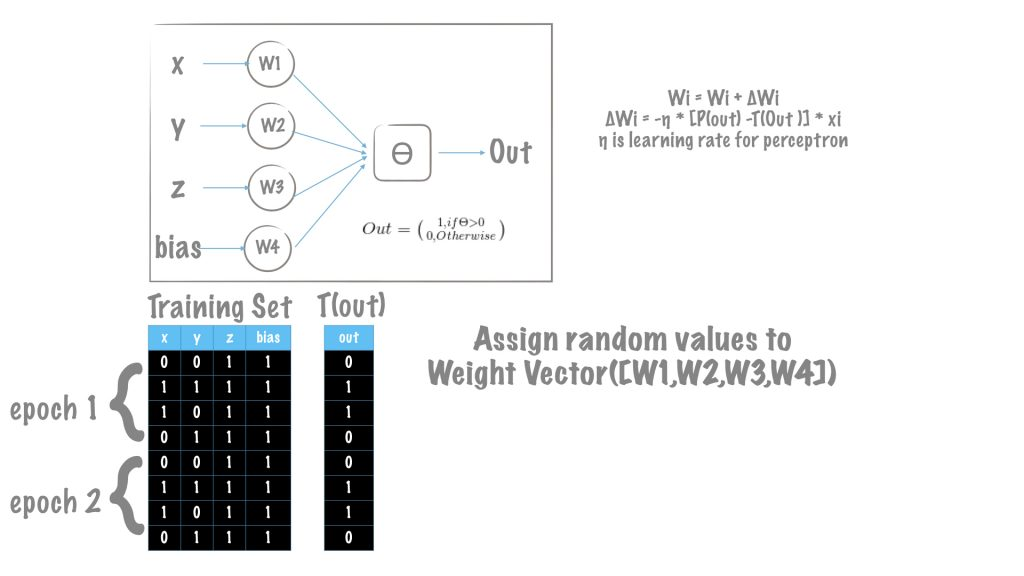 x
W1
y
W2
z
W3
bias
W4
Θ
Out
Out = (1,ifΘ>0
0,Otherwise)
Wi = Wi + ΔWi
ΔWi = -η * [P(out) -T(Out )] * xi
η is learning rate for perceptron
Training Set T(out)
x y z bias out
0 0 1 1 0
1 1 1 1 1
1 0 1 1 1
0 1 1 1 0
0 0 1 1 0
1 1 1 1 1
1 0 1 1 1
0 1 1 1 0
epoch 1
epoch 2
Assign random values to
Weight Vector([W1,W2,W3,W4])